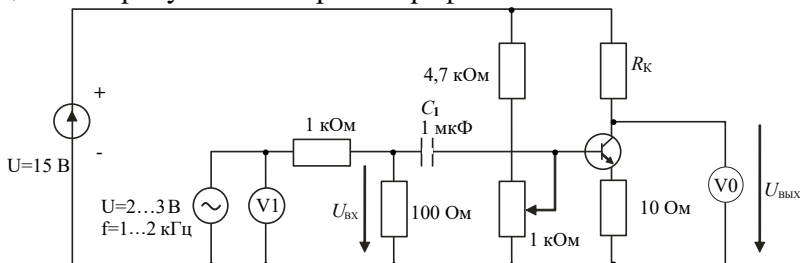 4,7 кОм
R_К
+
C₁
1 мкФ
1 кОм
-
U=15 В
U=2...3 В
f=1...2 кГц
V1
U_ВХ
100 Ом
1 кОм
10 Ом
V0
U_ВЫХ